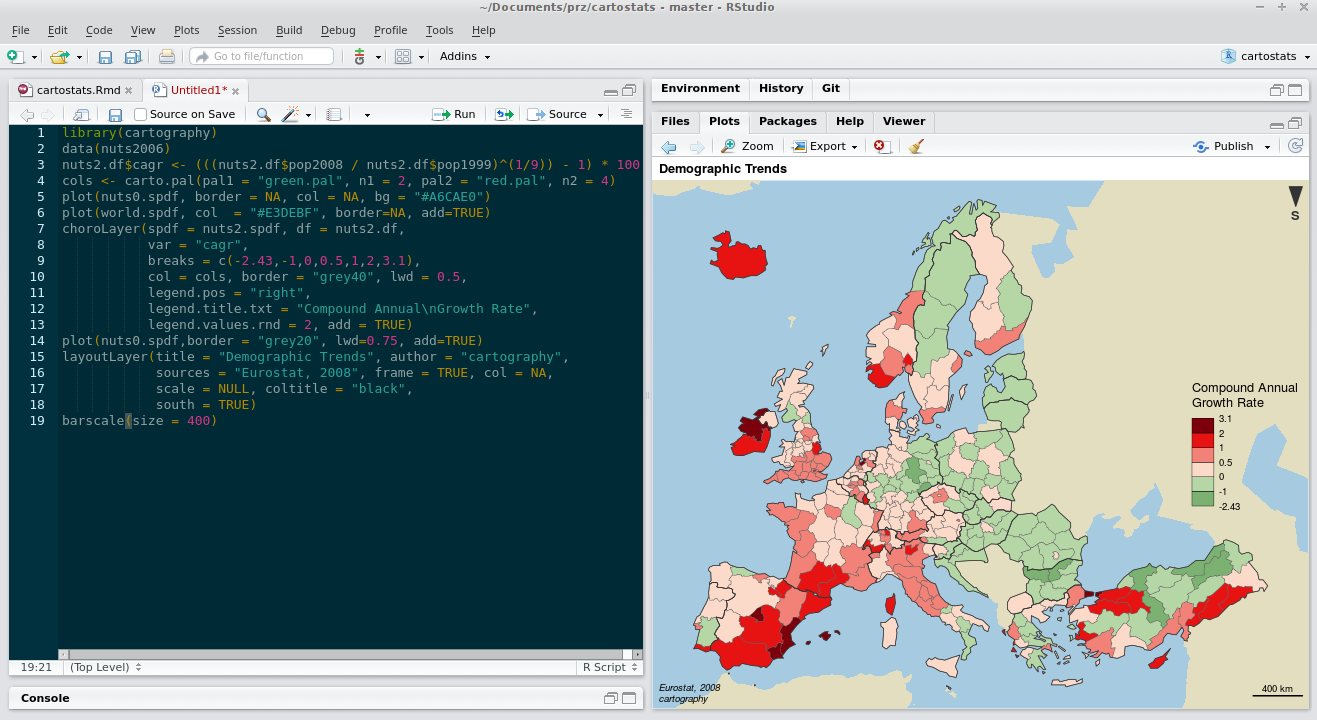 ~/Documents/prz/cartostats - master - RStudio
File Edit Code View Plots Session Build Debug Profile Tools Help
Go to file/function Addins cartostats
cartostats.Rmd Untitled1*
Source on Save Run Source
1 library(cartography)
2 data(nuts2006)
3 nuts2.df$cagr <- (((nuts2.df$pop2008 / nuts2.df$pop1999)^(1/9)) - 1) * 100
4 cols <- carto.pal(pal1 = "green.pal", n1 = 2, pal2 = "red.pal", n2 = 4)
5 plot(nuts0.spdf, border = NA, col = NA, bg = "#A6CAE0")
6 plot(world.spdf, col  = "#E3DEBF", border=NA, add=TRUE)
7 choroLayer(spdf = nuts2.spdf, df = nuts2.df,
8            var = "cagr",
9            breaks = c(-2.43,-1,0,0.5,1,2,3.1),
10            col = cols, border = "grey40", lwd = 0.5,
11            legend.pos = "right",
12            legend.title.txt = "Compound Annual\nGrowth Rate",
13            legend.values.rnd = 2, add = TRUE)
14 plot(nuts0.spdf,border = "grey20", lwd=0.75, add=TRUE)
15 layoutLayer(title = "Demographic Trends", author = "cartography",
16             sources = "Eurostat, 2008", frame = TRUE, col = NA,
17             scale = NULL, coltitle = "black",
18             south = TRUE)
19 barscale(size = 400)
19:21 (Top Level) R Script
Console
Environment History Git
Files Plots Packages Help Viewer
Zoom Export Publish
Demographic Trends
S
Compound Annual
Growth Rate
3.1
2
1
0.5
0
-1
-2.43
Eurostat, 2008
cartography
400 km